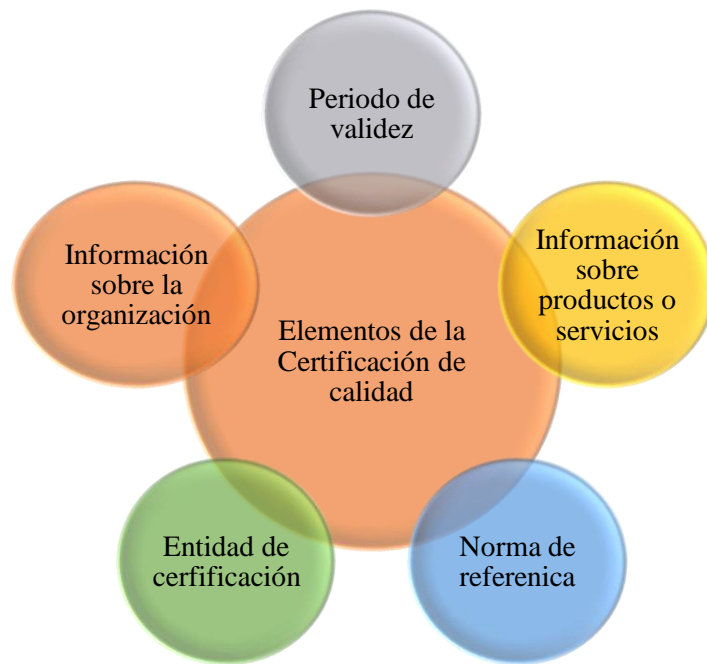 Periodo de
validez
Información
sobre la
organización
Información
sobre
productos o
servicios
Elementos de la
Certificación de
calidad
Entidad de
cerfificación
Norma de
referenica